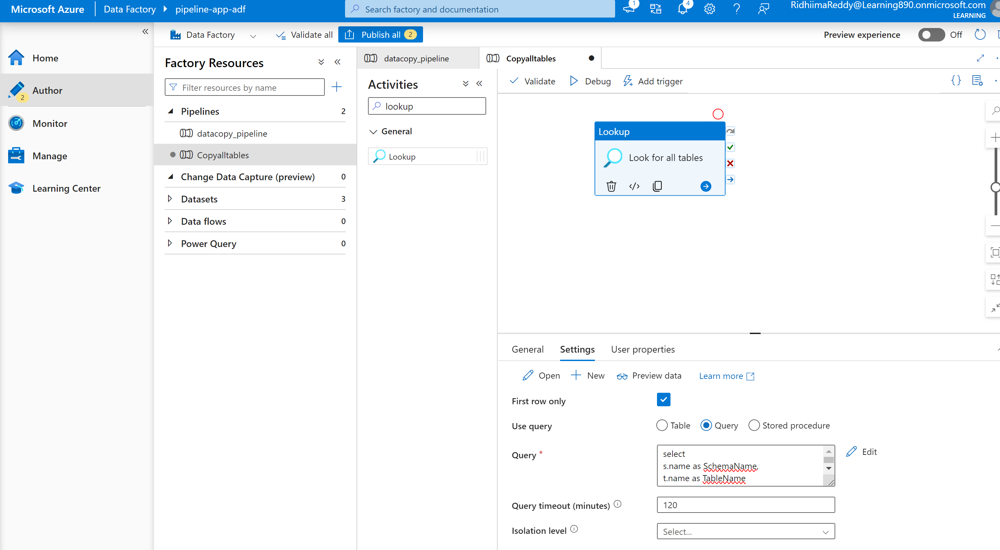 Microsoft Azure
Data Factory
pipeline-app-adf
Search factory and documentation
1
4
RidhiimaReddy@Learning890.onmicrosoft.com
LEARNING
Home
Author
2
Monitor
Manage
Learning Center
Data Factory
Validate all
Publish all 2
Preview experience
Off
Factory Resources
Filter resources by name
Pipelines 2
datacopy_pipeline
Copyalltables
Change Data Capture (preview) 0
Datasets 3
Data flows 0
Power Query 0
datacopy_pipeline
Copyalltables
Activities
lookup
General
Lookup
Validate
Debug
Add trigger
Lookup
Look for all tables
General
Settings
User properties
Open
New
Preview data
Learn more
First row only
Use query
Table
Query
Stored procedure
Query *
select
s.name as SchemaName,
t.name as TableName
Edit
Query timeout (minutes)
120
Isolation level
Select...